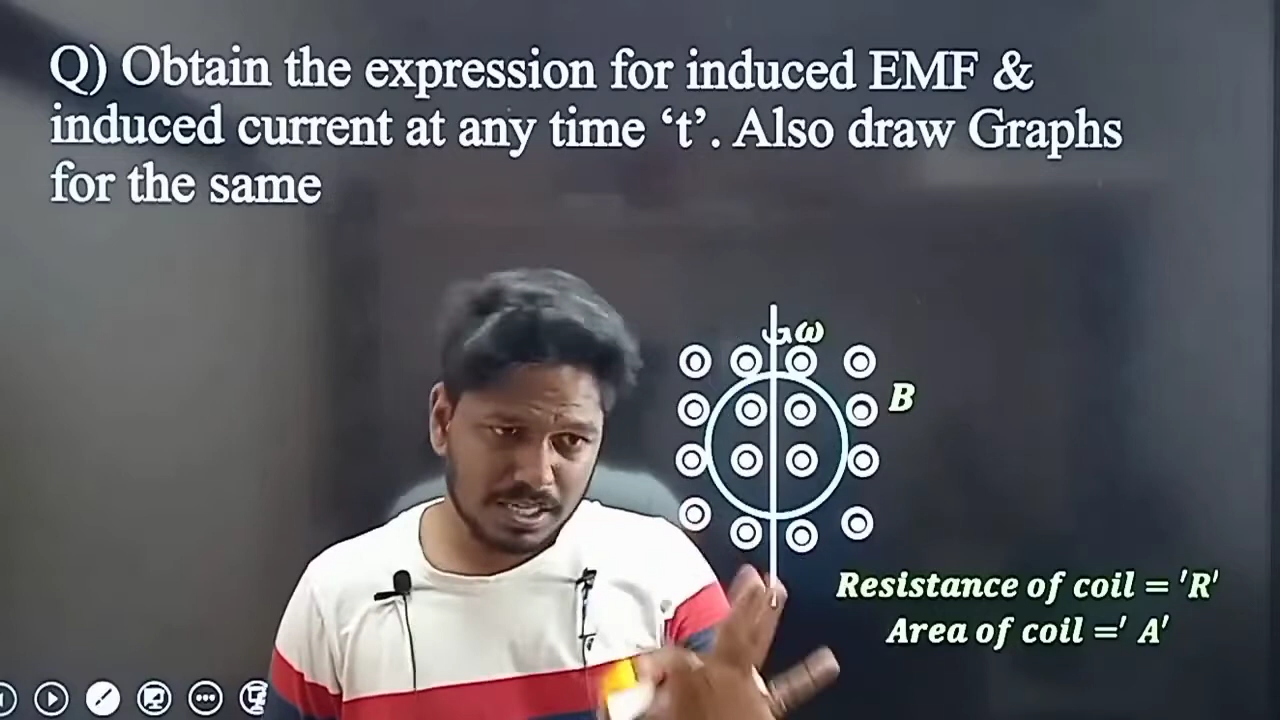 Q) Obtain the expression for induced EMF &
induced current at any time ‘t’. Also draw Graphs
for the same
ω
B
Resistance of coil = 'R'
Area of coil =' A'